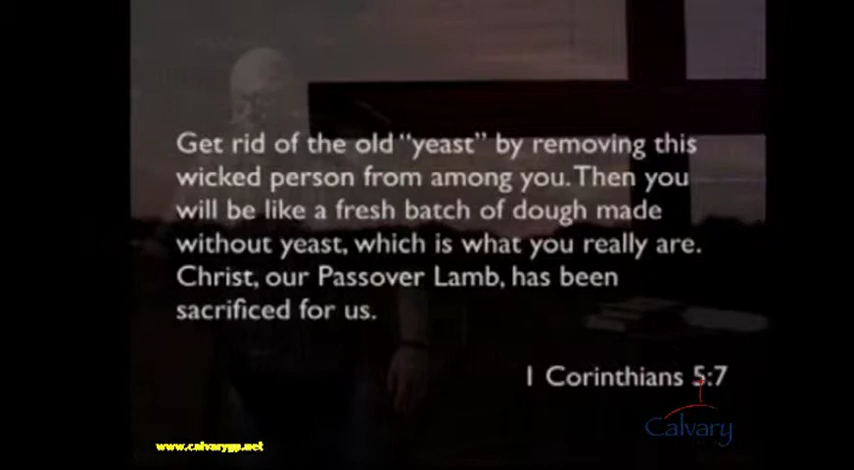 Get rid of the old “yeast” by removing this
wicked person from among you. Then you
will be like a fresh batch of dough made
without yeast, which is what you really are.
Christ, our Passover Lamb, has been
sacrificed for us.
1 Corinthians 5:7
Calvary
www.calvarygp.net